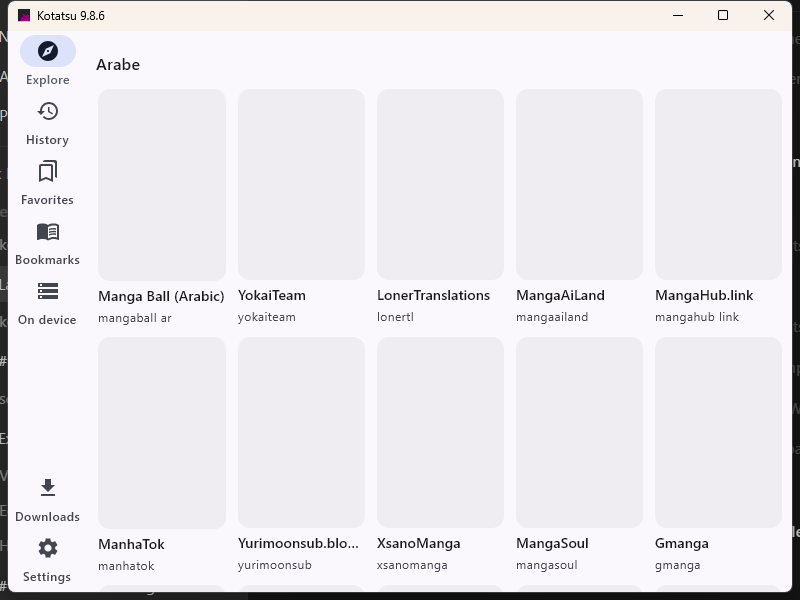 Kotatsu 9.8.6
Explore
History
Favorites
Bookmarks
On device
Downloads
Settings
Arabe
Manga Ball (Arabic)
mangaball ar
YokaiTeam
yokaiteam
LonerTranslations
lonertl
MangaAiLand
mangaailand
MangaHub.link
mangahub link
ManhaTok
manhatok
Yurimoonsub.blo...
yurimoonsub
XsanoManga
xsanomanga
MangaSoul
mangasoul
Gmanga
gmanga